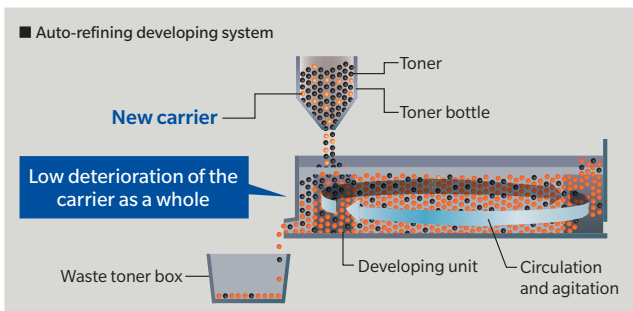 ■ Auto-refining developing system
Toner
New carrier
Toner bottle
Low deterioration of the
carrier as a whole
Waste toner box
Developing unit
Circulation
and agitation